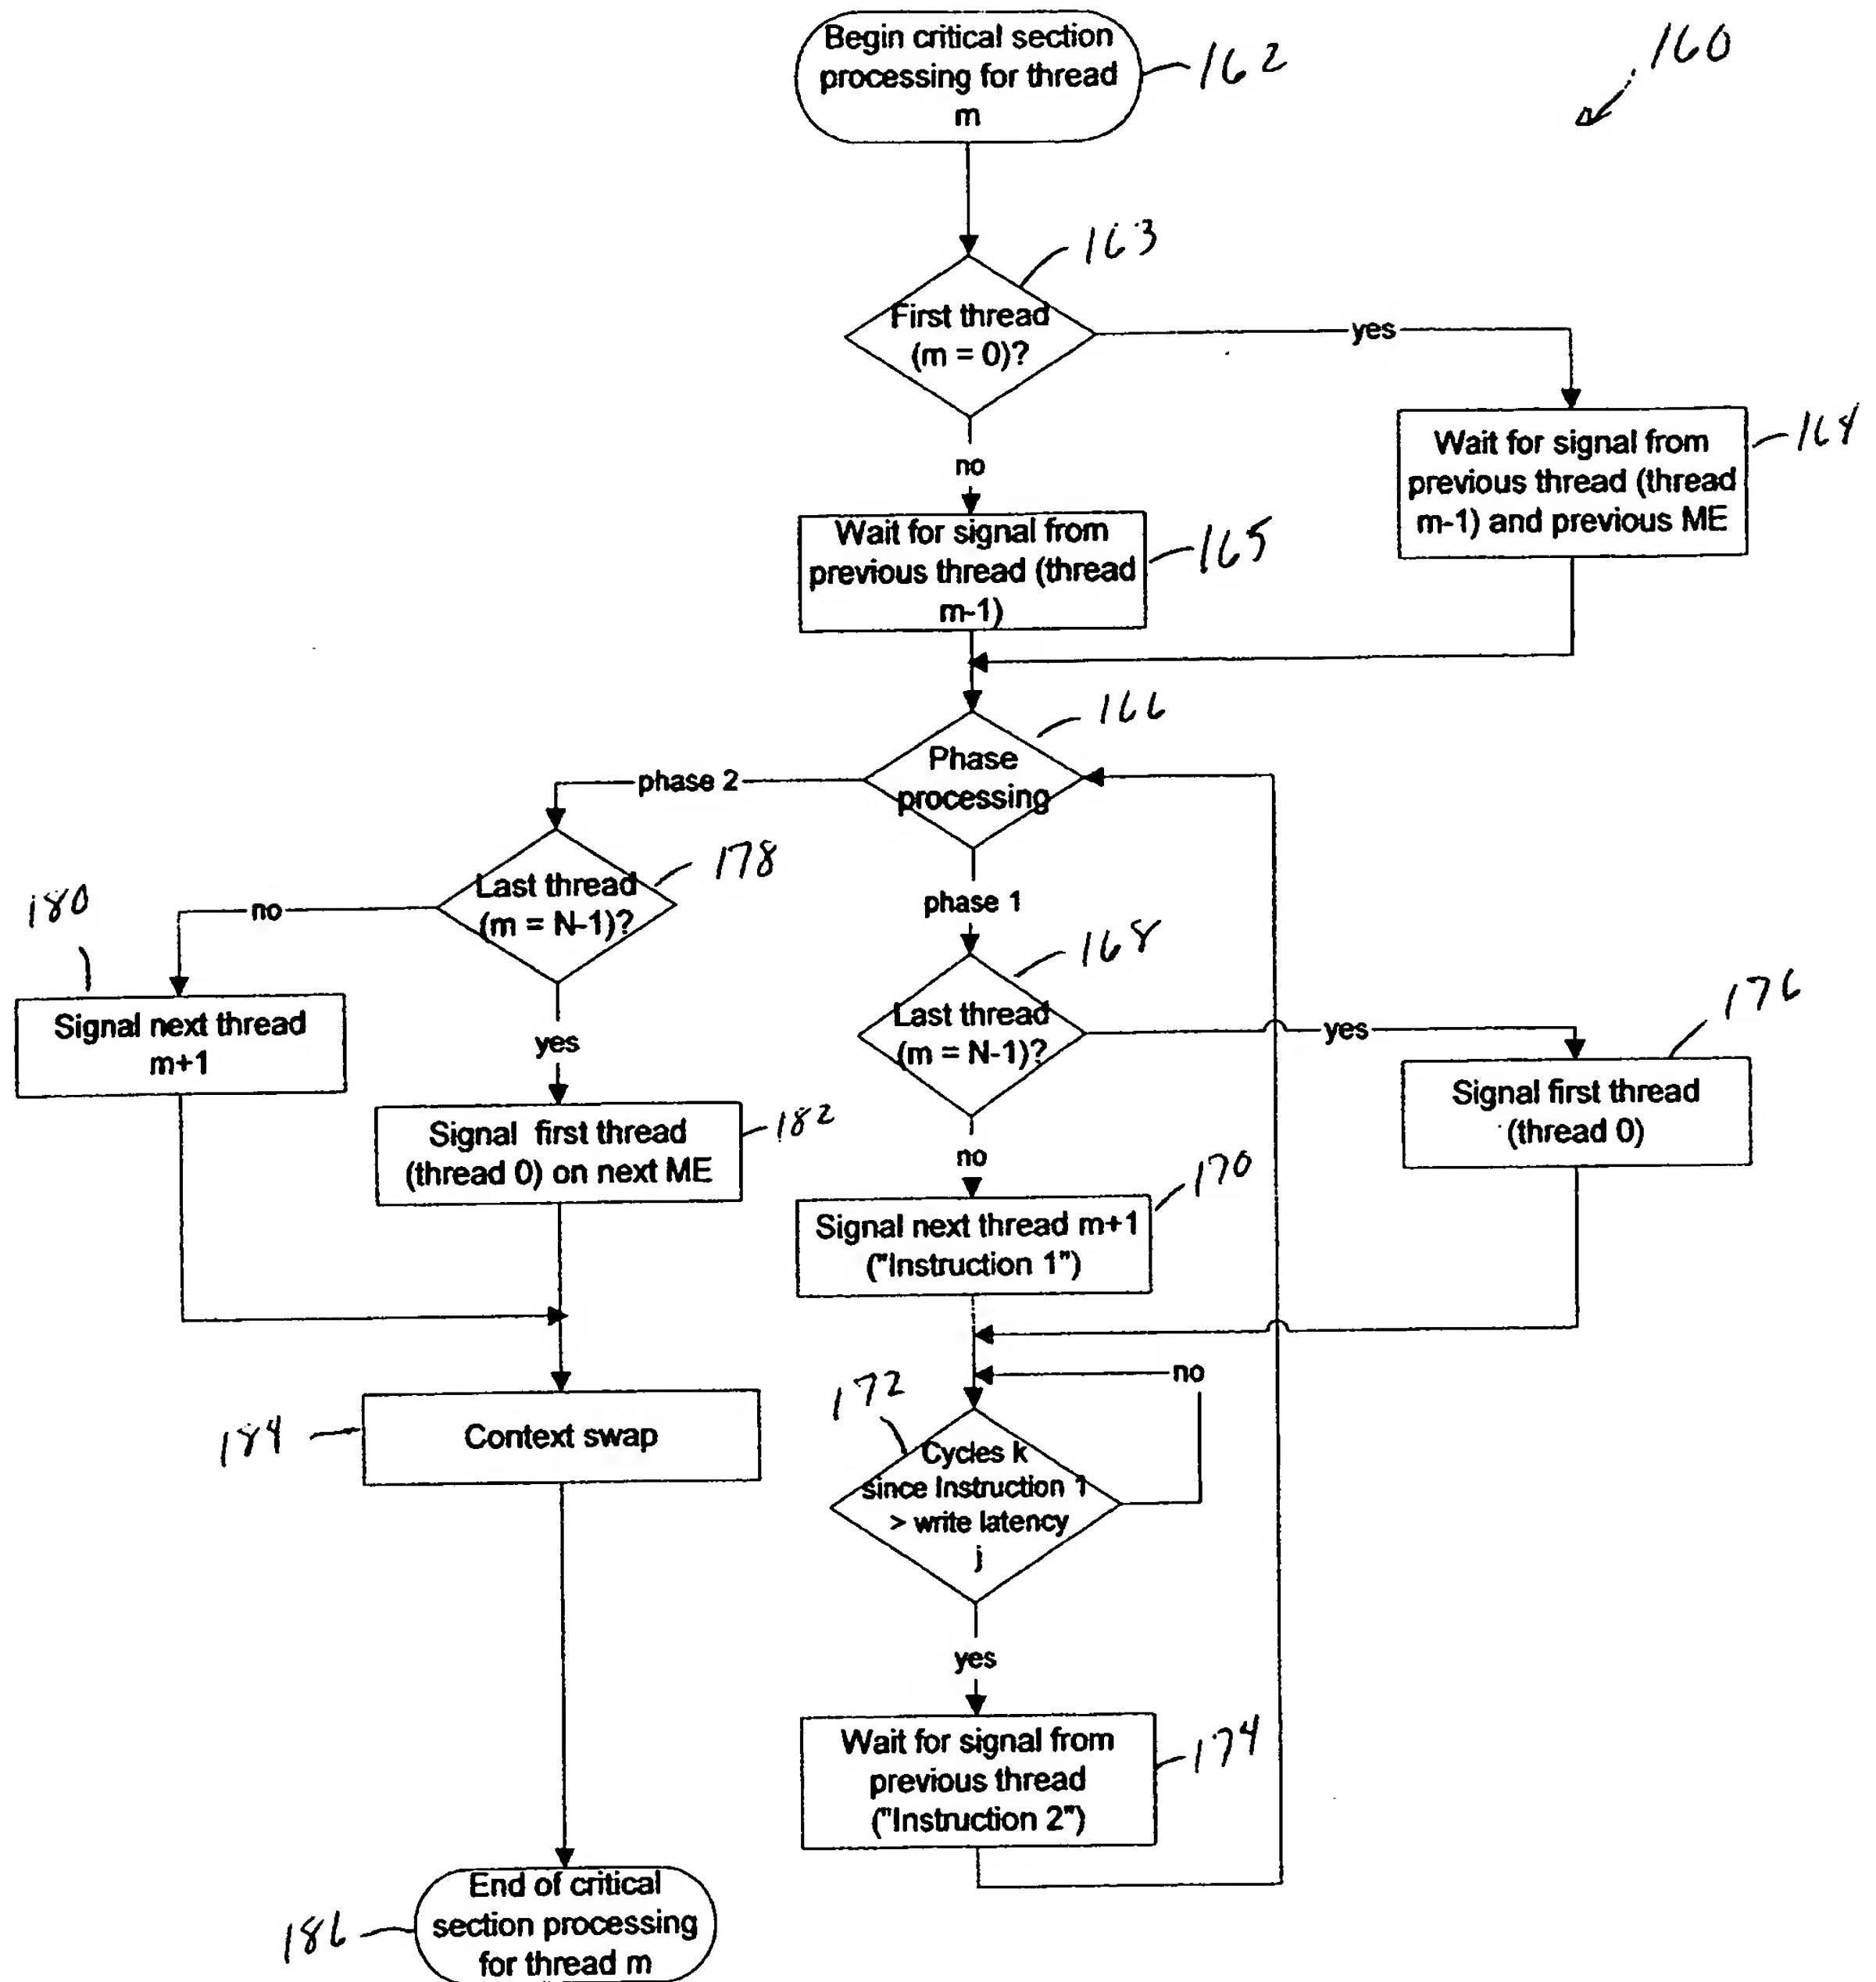 Begin critical section
processing for thread
m
162
160
163
First thread
(m = 0)?
yes
no
Wait for signal from
previous thread (thread
m-1) and previous ME
164
Wait for signal from
previous thread (thread
m-1)
165
166
Phase
processing
phase 2
phase 1
178
Last thread
(m = N-1)?
no
yes
180
Signal next thread
m+1
Signal first thread
(thread 0) on next ME
182
168
Last thread
(m = N-1)?
yes
no
176
Signal first thread
(thread 0)
170
Signal next thread m+1
("Instruction 1")
no
172
Cycles k
since Instruction 1
> write latency
j
yes
184
Context swap
Wait for signal from
previous thread
("Instruction 2")
174
End of critical
section processing
for thread m
186